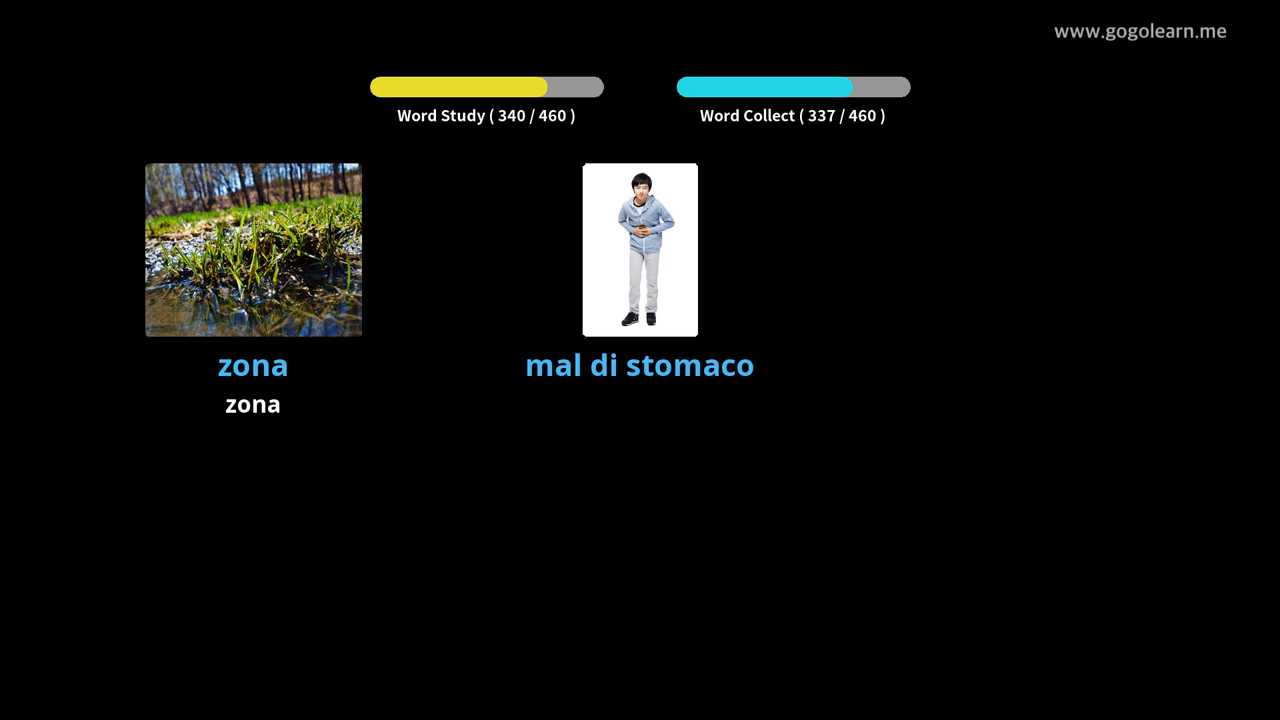 www.gogolearn.me
Word Study ( 340 / 460 )
Word Collect ( 337 / 460 )
zona
mal di stomaco
zona